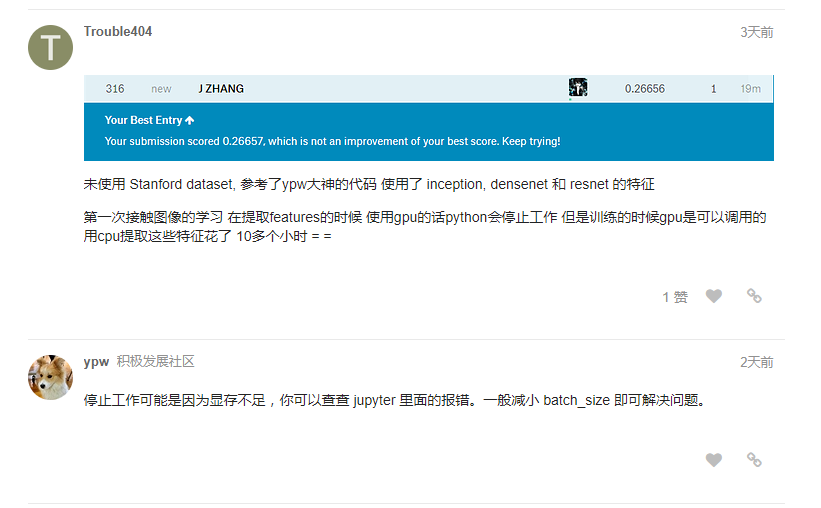 T
Trouble404 3天前
316 new J ZHANG 0.26656 1 19m
Your Best Entry ↑
Your submission scored 0.26657, which is not an improvement of your best score. Keep trying!
未使用 Stanford dataset, 参考了ypw大神的代码 使用了 inception, densenet 和 resnet 的特征
第一次接触图像的学习 在提取features的时候 使用gpu的话python会停止工作 但是训练的时候gpu是可以调用的
用cpu提取这些特征花了 10多个小时 = =
1 赞
ypw 积极发展社区 2天前
停止工作可能是因为显存不足，你可以查查 jupyter 里面的报错。一般减小 batch_size 即可解决问题。